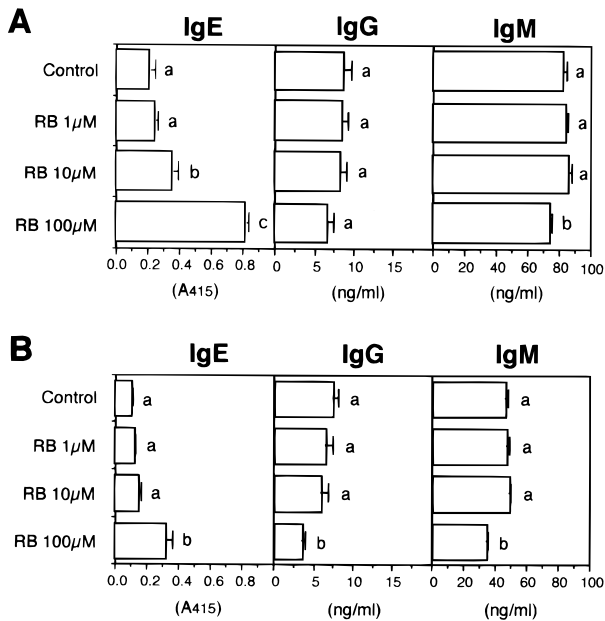 A IgE IgG IgM
Control a a a
RB 1µM a a a
RB 10µM b a a
RB 100µM c a b
0.0 0.2 0.4 0.6 0.8 0 5 10 15 0 20 40 60 80 100
(A415) (ng/ml) (ng/ml)
B IgE IgG IgM
Control a a a
RB 1µM a a a
RB 10µM a a a
RB 100µM b b b
0.0 0.2 0.4 0.6 0.8 0 5 10 15 0 20 40 60 80 100
(A415) (ng/ml) (ng/ml)